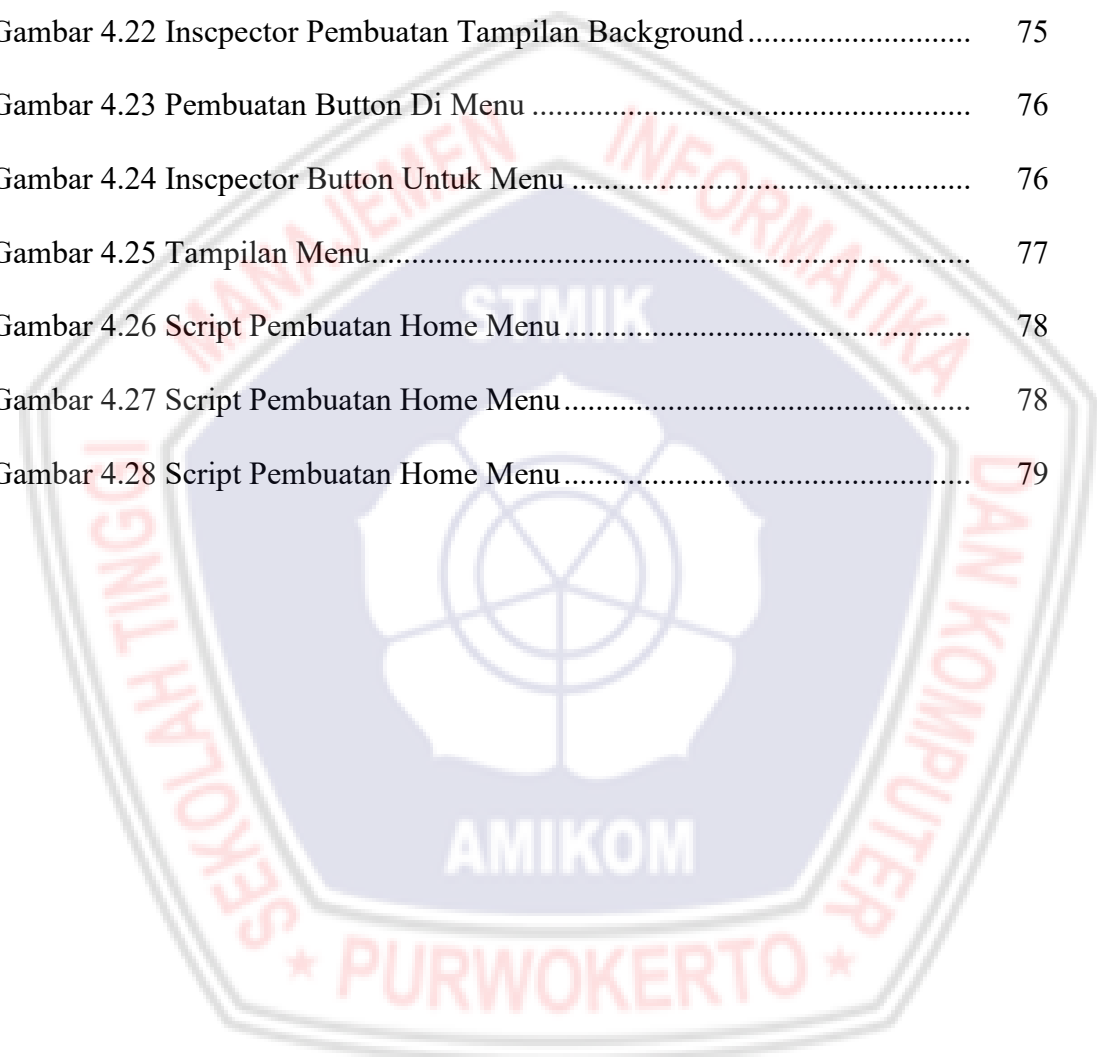 Gambar 4.22 Inscpector Pembuatan Tampilan Background ........................... 75
Gambar 4.23 Pembuatan Button Di Menu ..................................................... 76
Gambar 4.24 Inscpector Button Untuk Menu ................................................ 76
Gambar 4.25 Tampilan Menu......................................................................... 77
Gambar 4.26 Script Pembuatan Home Menu ................................................. 78
Gambar 4.27 Script Pembuatan Home Menu ................................................. 78
Gambar 4.28 Script Pembuatan Home Menu ................................................. 79
SEKOLAH TINGGI MANAJEMEN INFORMATIKA DAN KOMPUTER
STMIK
AMIKOM
* PURWOKERTO *